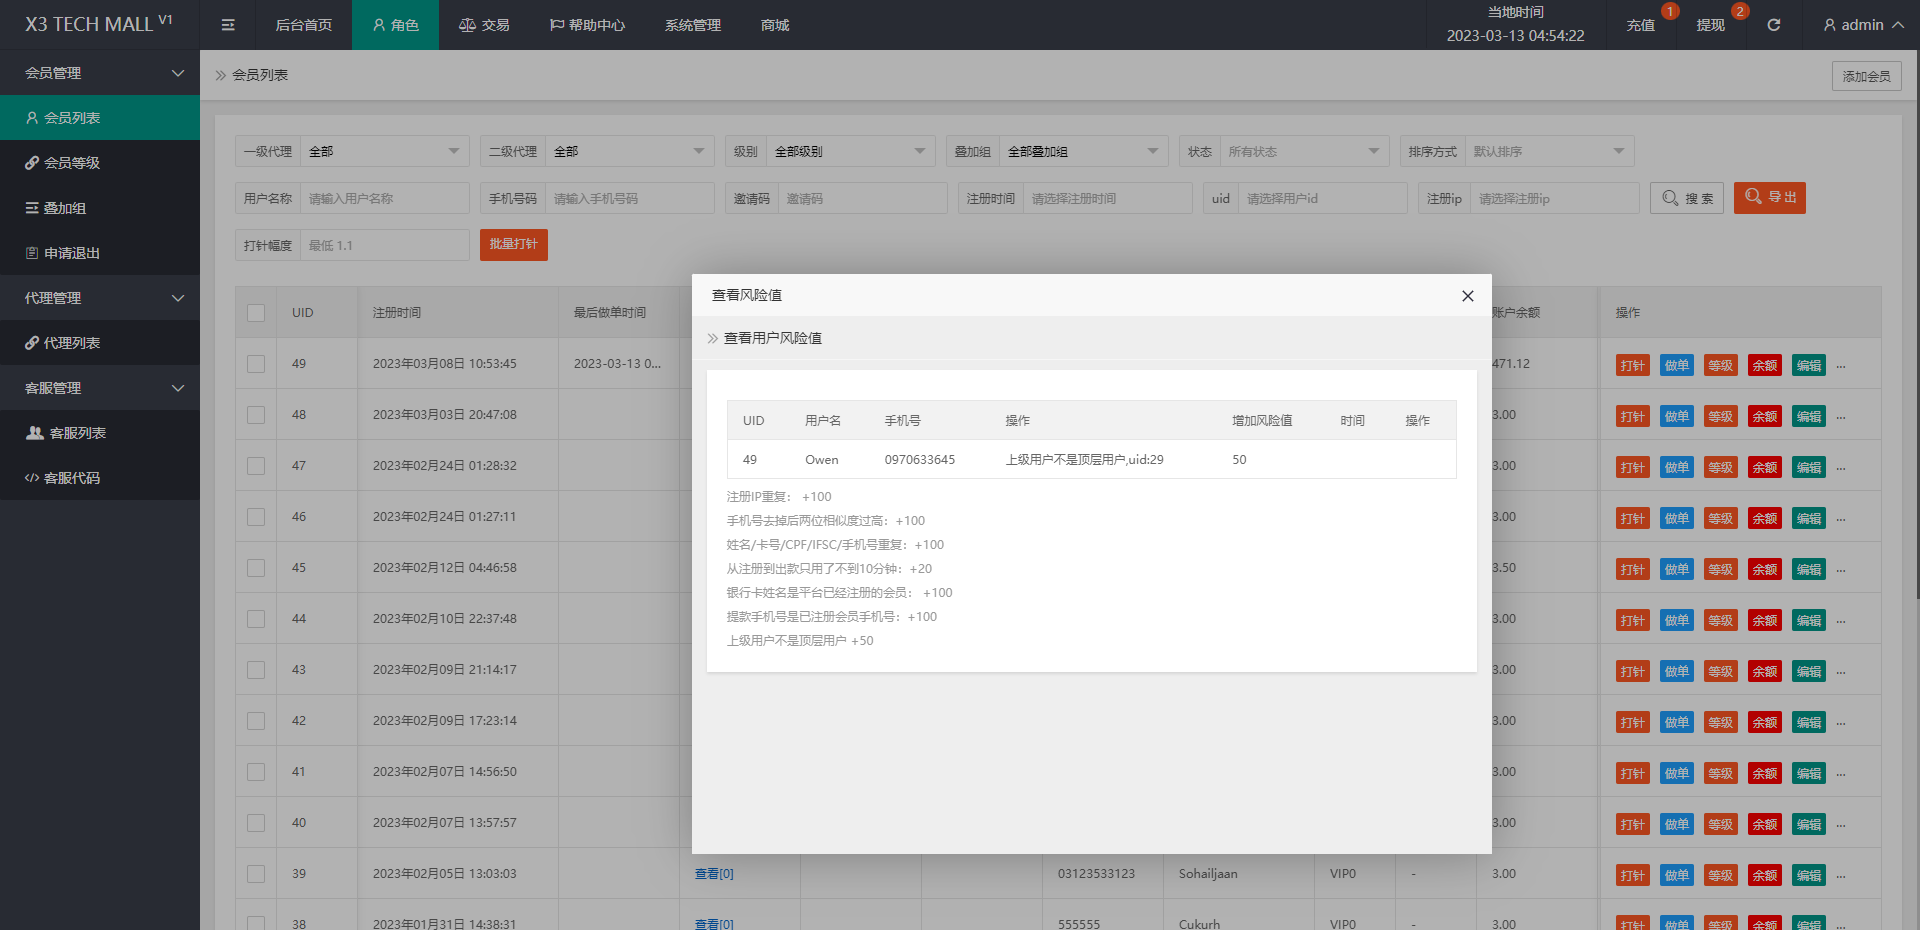 X3 TECH MALL V1
后台首页
角色
交易
帮助中心
系统管理
商城
当地时间
2023-03-13 04:54:22
充值 1
提现 2
admin
会员管理
会员列表
会员等级
叠加组
申请退出
代理管理
代理列表
客服管理
客服列表
客服代码
会员列表
添加会员
一级代理 全部
二级代理 全部
级别 全部级别
叠加组 全部叠加组
状态 所有状态
排序方式 默认排序
用户名称 请输入用户名称
手机号码 请输入手机号码
邀请码 邀请码
注册时间 请选择注册时间
uid 请选择用户id
注册ip 请选择注册ip
搜 索
导 出
打针幅度 最低 1.1
批量打针
UID 注册时间 最后做单时间 账户余额 操作
49 2023年03月08日 10:53:45 2023-03-13 0... 471.12 打针 做单 等级 余额 编辑 ...
48 2023年03月03日 20:47:08 3.00 打针 做单 等级 余额 编辑 ...
47 2023年02月24日 01:28:32 3.00 打针 做单 等级 余额 编辑 ...
46 2023年02月24日 01:27:11 3.00 打针 做单 等级 余额 编辑 ...
45 2023年02月12日 04:46:58 3.50 打针 做单 等级 余额 编辑 ...
44 2023年02月10日 22:37:48 3.00 打针 做单 等级 余额 编辑 ...
43 2023年02月09日 21:14:17 3.00 打针 做单 等级 余额 编辑 ...
42 2023年02月09日 17:23:14 3.00 打针 做单 等级 余额 编辑 ...
41 2023年02月07日 14:56:50 3.00 打针 做单 等级 余额 编辑 ...
40 2023年02月07日 13:57:57 3.00 打针 做单 等级 余额 编辑 ...
39 2023年02月05日 13:03:03 查看[0] 03123533123 Sohailjaan VIP0 - 3.00 打针 做单 等级 余额 编辑 ...
38 2023年01月31日 14:38:31 查看[0] 555555 Cukurh VIP0 - 3.00 打针 做单 等级 余额 编辑 ...
查看风险值
查看用户风险值
UID 用户名 手机号 操作 增加风险值 时间 操作
49 Owen 0970633645 上级用户不是顶层用户,uid:29 50
注册IP重复： +100
手机号去掉后两位相似度过高：+100
姓名/卡号/CPF/IFSC/手机号重复：+100
从注册到出款只用了不到10分钟：+20
银行卡姓名是平台已经注册的会员： +100
提款手机号是已注册会员手机号：+100
上级用户不是顶层用户 +50